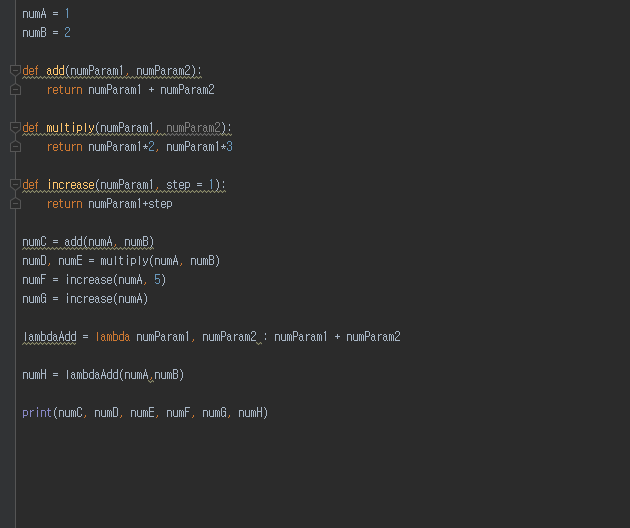 numA = 1
numB = 2
def add(numParam1, numParam2):
    return numParam1 + numParam2
def multiply(numParam1, numParam2):
    return numParam1*2, numParam1*3
def increase(numParam1, step = 1):
    return numParam1+step
numC = add(numA, numB)
numD, numE = multiply(numA, numB)
numF = increase(numA, 5)
numG = increase(numA)
lambdaAdd = lambda numParam1, numParam2 : numParam1 + numParam2
numH = lambdaAdd(numA,numB)
print(numC, numD, numE, numF, numG, numH)